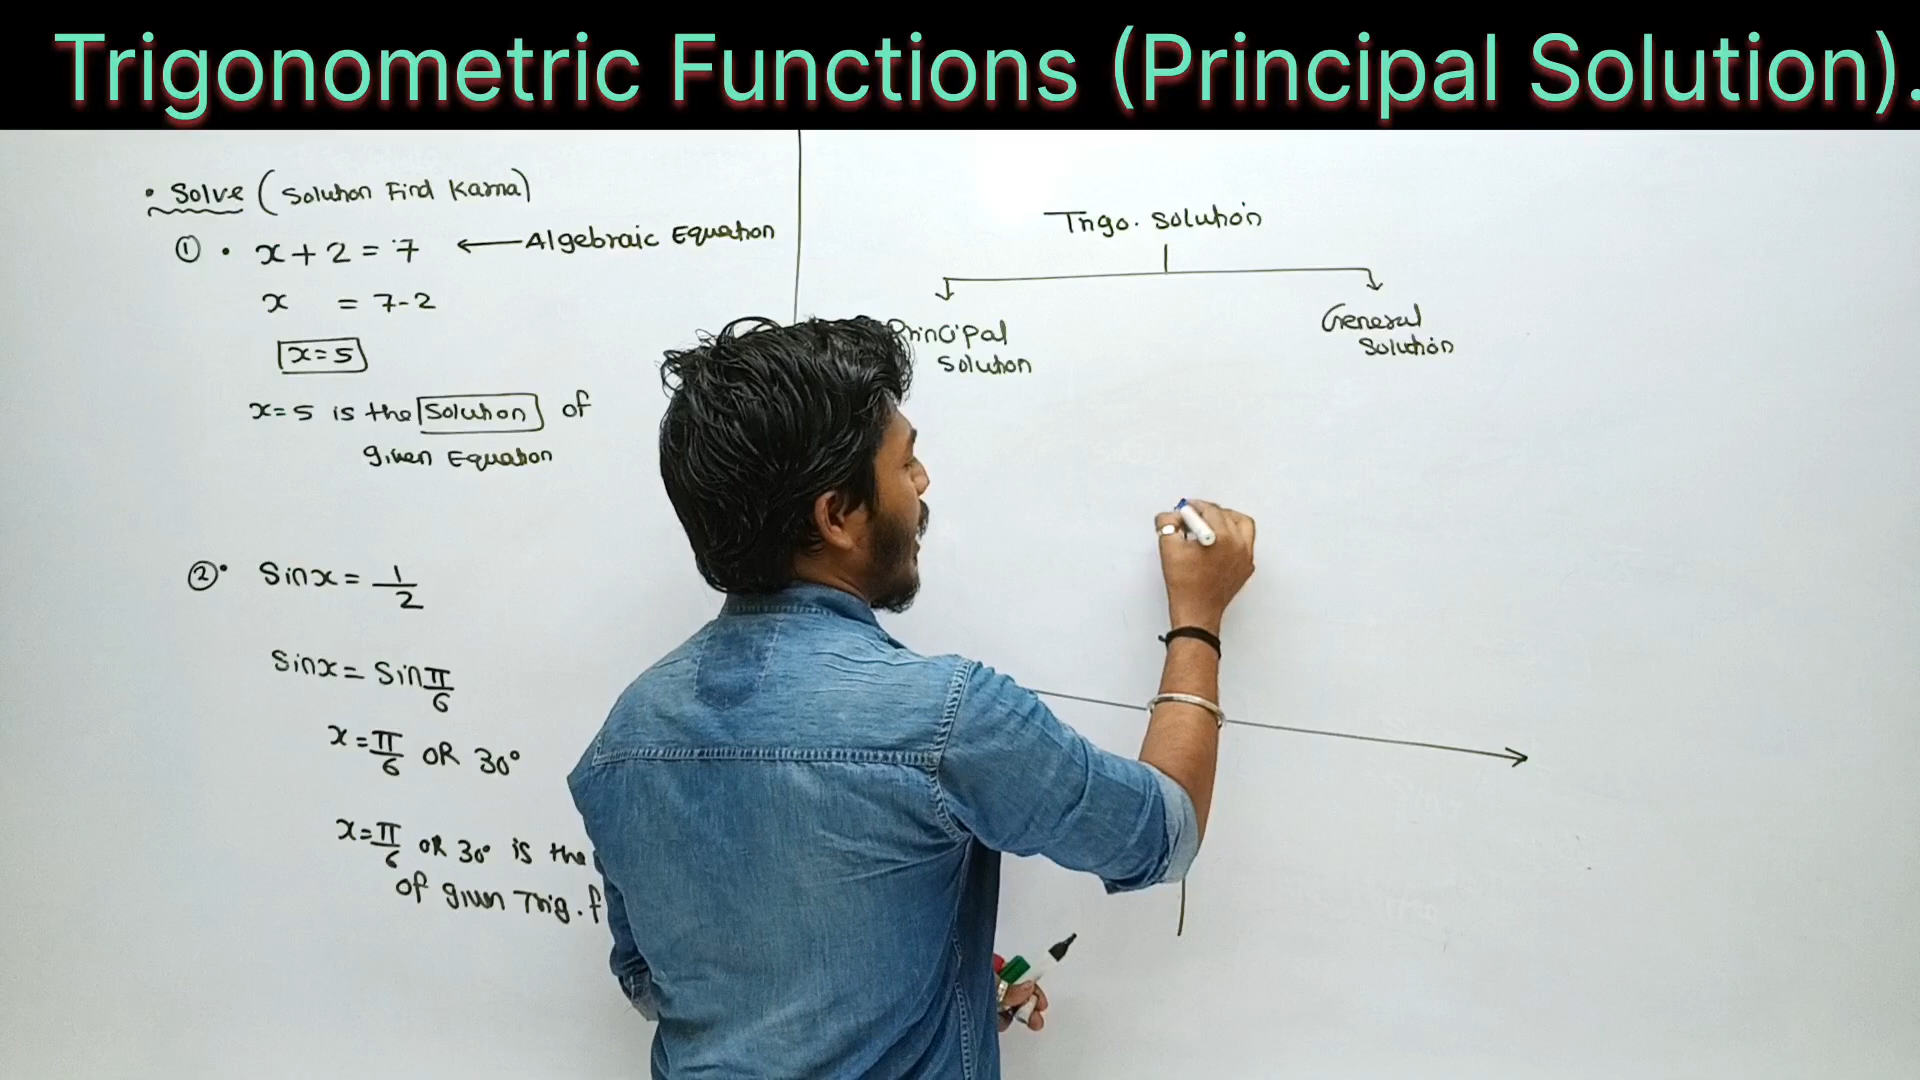 Trigonometric Functions (Principal Solution).
• Solve (Solution Find Karna)
① • x + 2 = 7 ← Algebraic Equation
x = 7-2
x = 5
x = 5 is the Solution of
given Equation
②• Sinx = 1/2
Sinx = Sin π/6
x = π/6 OR 30°
x = π/6 OR 30° is the
of given Trig. f
Trigo. Solution
Principal
Solution
General
Solution